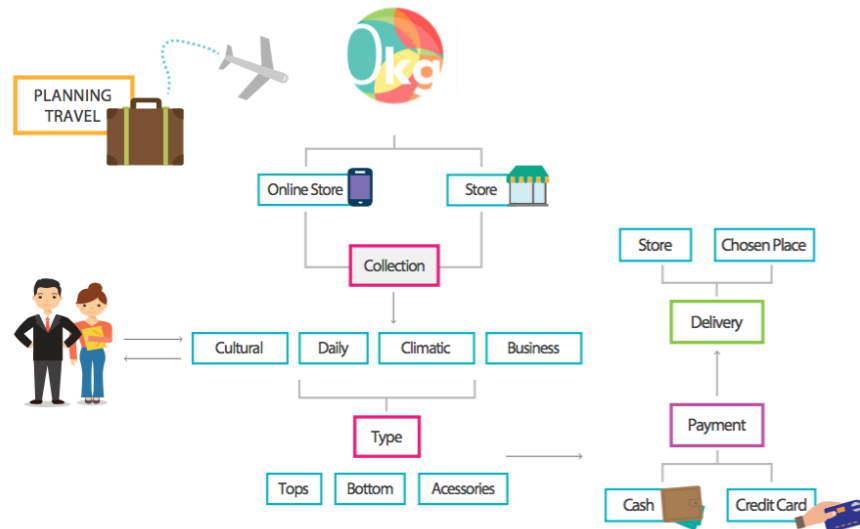 PLANNING
TRAVEL
0kg
Online Store
Store
Collection
Cultural
Daily
Climatic
Business
Type
Tops
Bottom
Acessories
Store
Chosen Place
Delivery
Payment
Cash
Credit Card